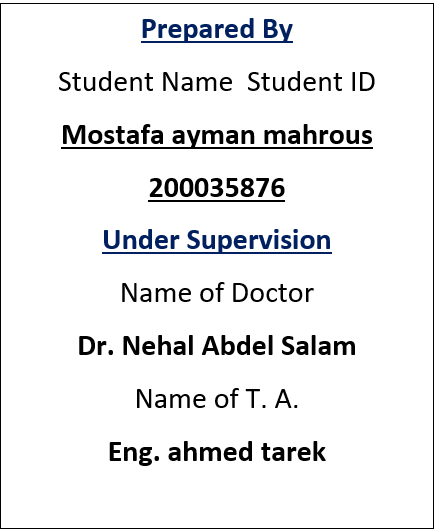 Prepared By
Student Name  Student ID
Mostafa ayman mahrous
200035876
Under Supervision
Name of Doctor
Dr. Nehal Abdel Salam
Name of T. A.
Eng. ahmed tarek